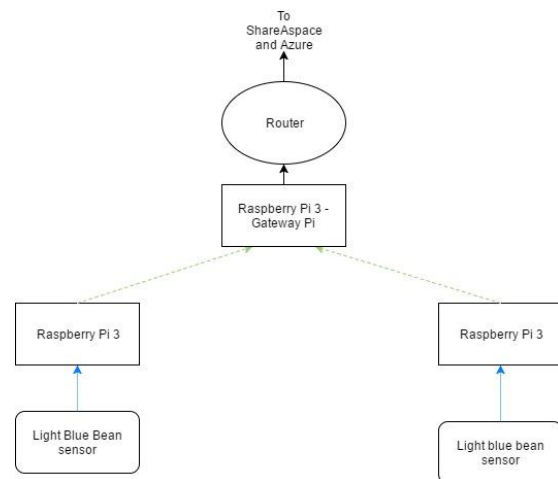 To
ShareAspace
and Azure
Router
Raspberry Pi 3 -
Gateway Pi
Raspberry Pi 3
Raspberry Pi 3
Light Blue Bean
sensor
Light blue bean
sensor